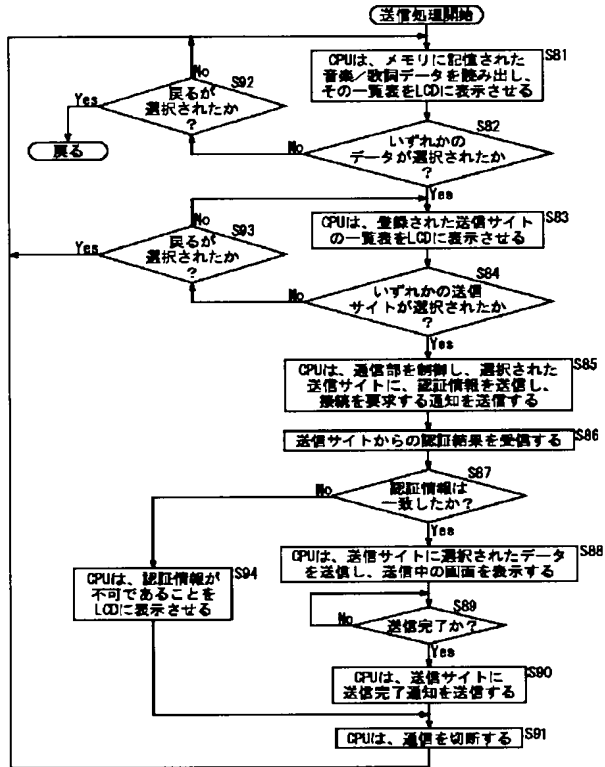 送信処理開始
S81
CPUは、メモリに記憶された
音楽/歌詞データを読み出し、
その一覧表をLCDに表示させる
No
S92
戻るが
選択されたか
?
Yes
戻る
S82
いずれかの
データが選択されたか
?
No
Yes
S83
CPUは、登録された送信サイト
の一覧表をLCDに表示させる
No
S93
戻るが
選択されたか
?
Yes
S84
いずれかの送信
サイトが選択されたか
?
No
Yes
S85
CPUは、通信部を制御し、選択された
送信サイトに、認証情報を送信し、
接続を要求する通知を送信する
S86
送信サイトからの認証結果を受信する
S87
認証情報は
一致したか?
No
Yes
S88
CPUは、送信サイトに選択されたデータ
を送信し、送信中の画面を表示する
S94
CPUは、認証情報が
不可であることを
LCDに表示させる
S89
送信完了か?
No
Yes
S90
CPUは、送信サイトに
送信完了通知を送信する
S91
CPUは、通信を切断する